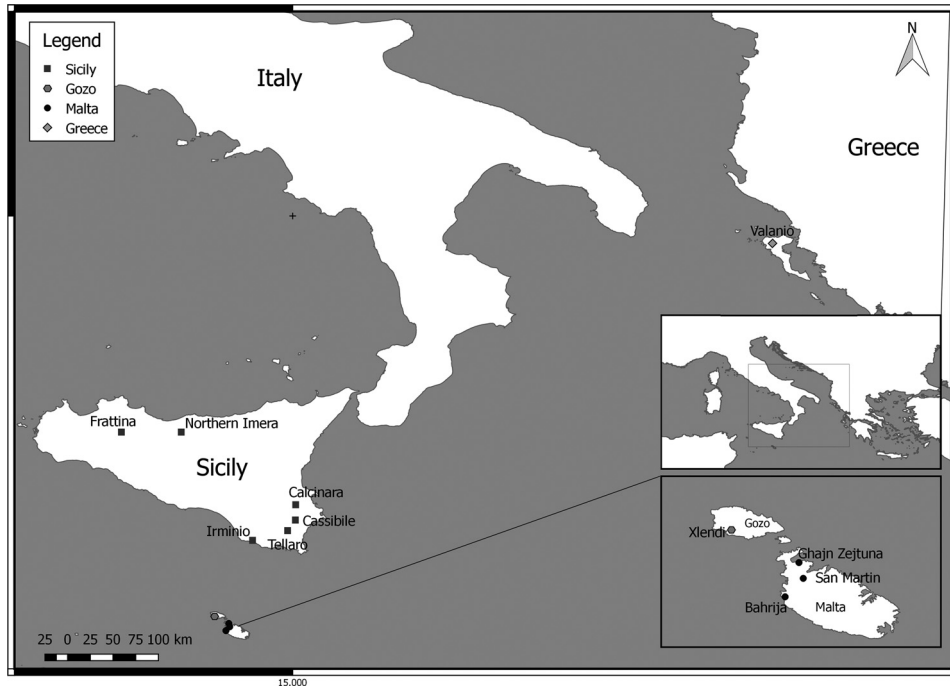 Legend
Sicily
Gozo
Malta
Greece
Italy
N
Greece
Valanio
Frattina
Northern Imera
Sicily
Calcinara
Cassibile
Irminio
Tellaro
Xlendi
Gozo
Ghajn Zejtuna
San Martin
Bahrija
Malta
25 0 25 50 75 100 km
15.000